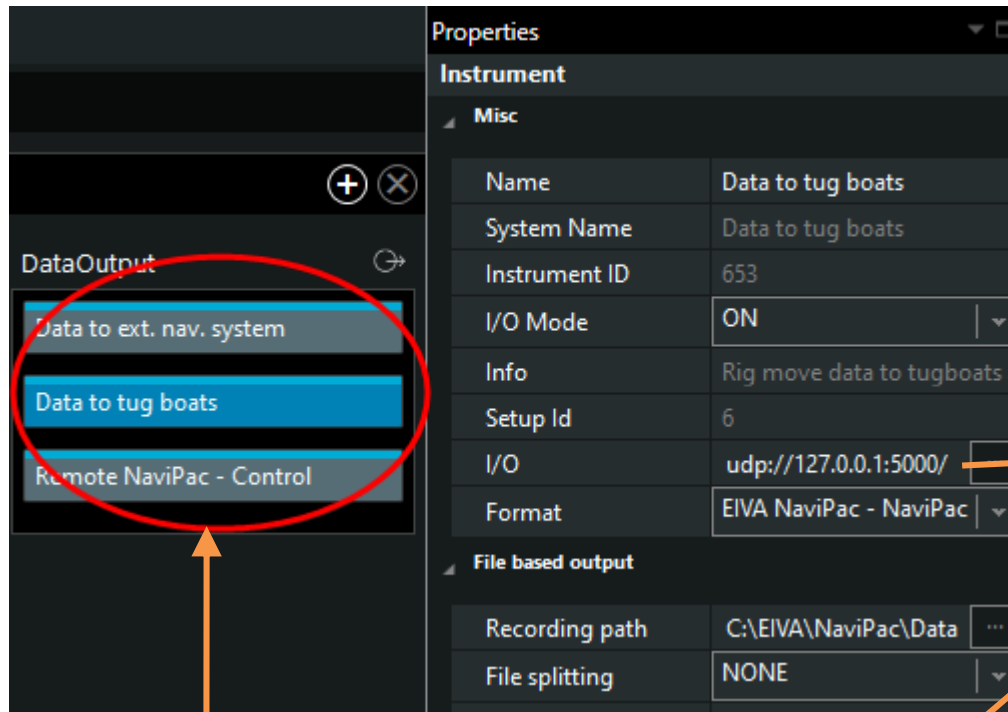 Properties
Instrument
Misc
Name Data to tug boats
System Name Data to tug boats
Instrument ID 653
I/O Mode ON
Info Rig move data to tugboats
Setup Id 6
I/O udp://127.0.0.1:5000/
Format EIVA NaviPac - NaviPac
File based output
Recording path C:\EIVA\NaviPac\Data ...
File splitting NONE
DataOutput
Data to ext. nav. system
Data to tug boats
Remote NaviPac - Control